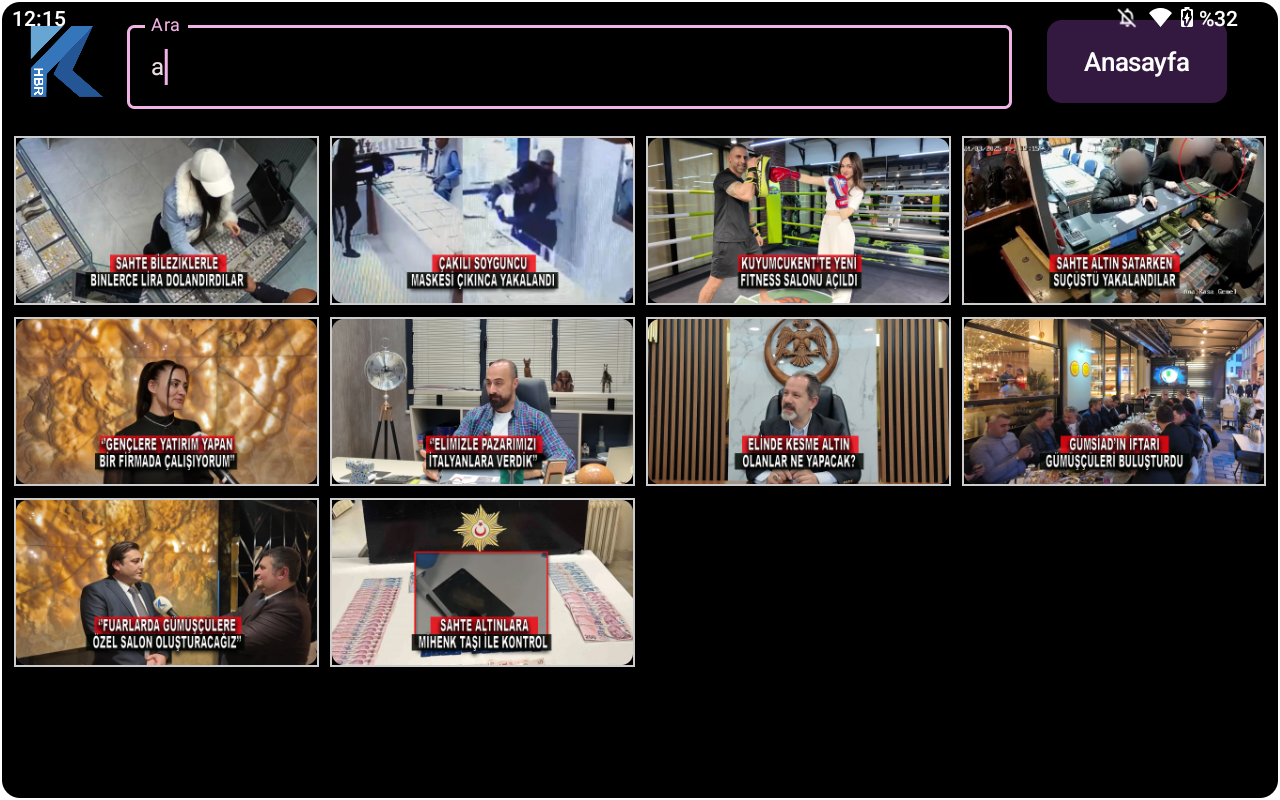 12:15
%32
Ara
a
HBR
Anasayfa
SAHTE BİLEZİKLERLE
BİNLERCE LİRA DOLANDIRDILAR
ÇAKILI SOYGUNCU
MASKESİ ÇIKINCA YAKALANDI
KUYUMCUKENT'TE YENİ
FITNESS SALONU AÇILDI
SAHTE ALTIN SATARKEN
SUÇÜSTÜ YAKALANDILAR
Ana Kasa Genel
"GENÇLERE YATIRIM YAPAN
BİR FİRMADA ÇALIŞIYORUM"
"ELİMİZLE PAZARIMIZI
İTALYANLARA VERDİK"
ELİNDE KESME ALTIN
OLANLAR NE YAPACAK?
GÜMSİAD'IN İFTARI
GÜMÜŞÇÜLERİ BULUŞTURDU
"FUARLARDA GÜMÜŞÇÜLERE
ÖZEL SALON OLUŞTURACAĞIZ"
SAHTE ALTINLARA
MİHENK TAŞI İLE KONTROL